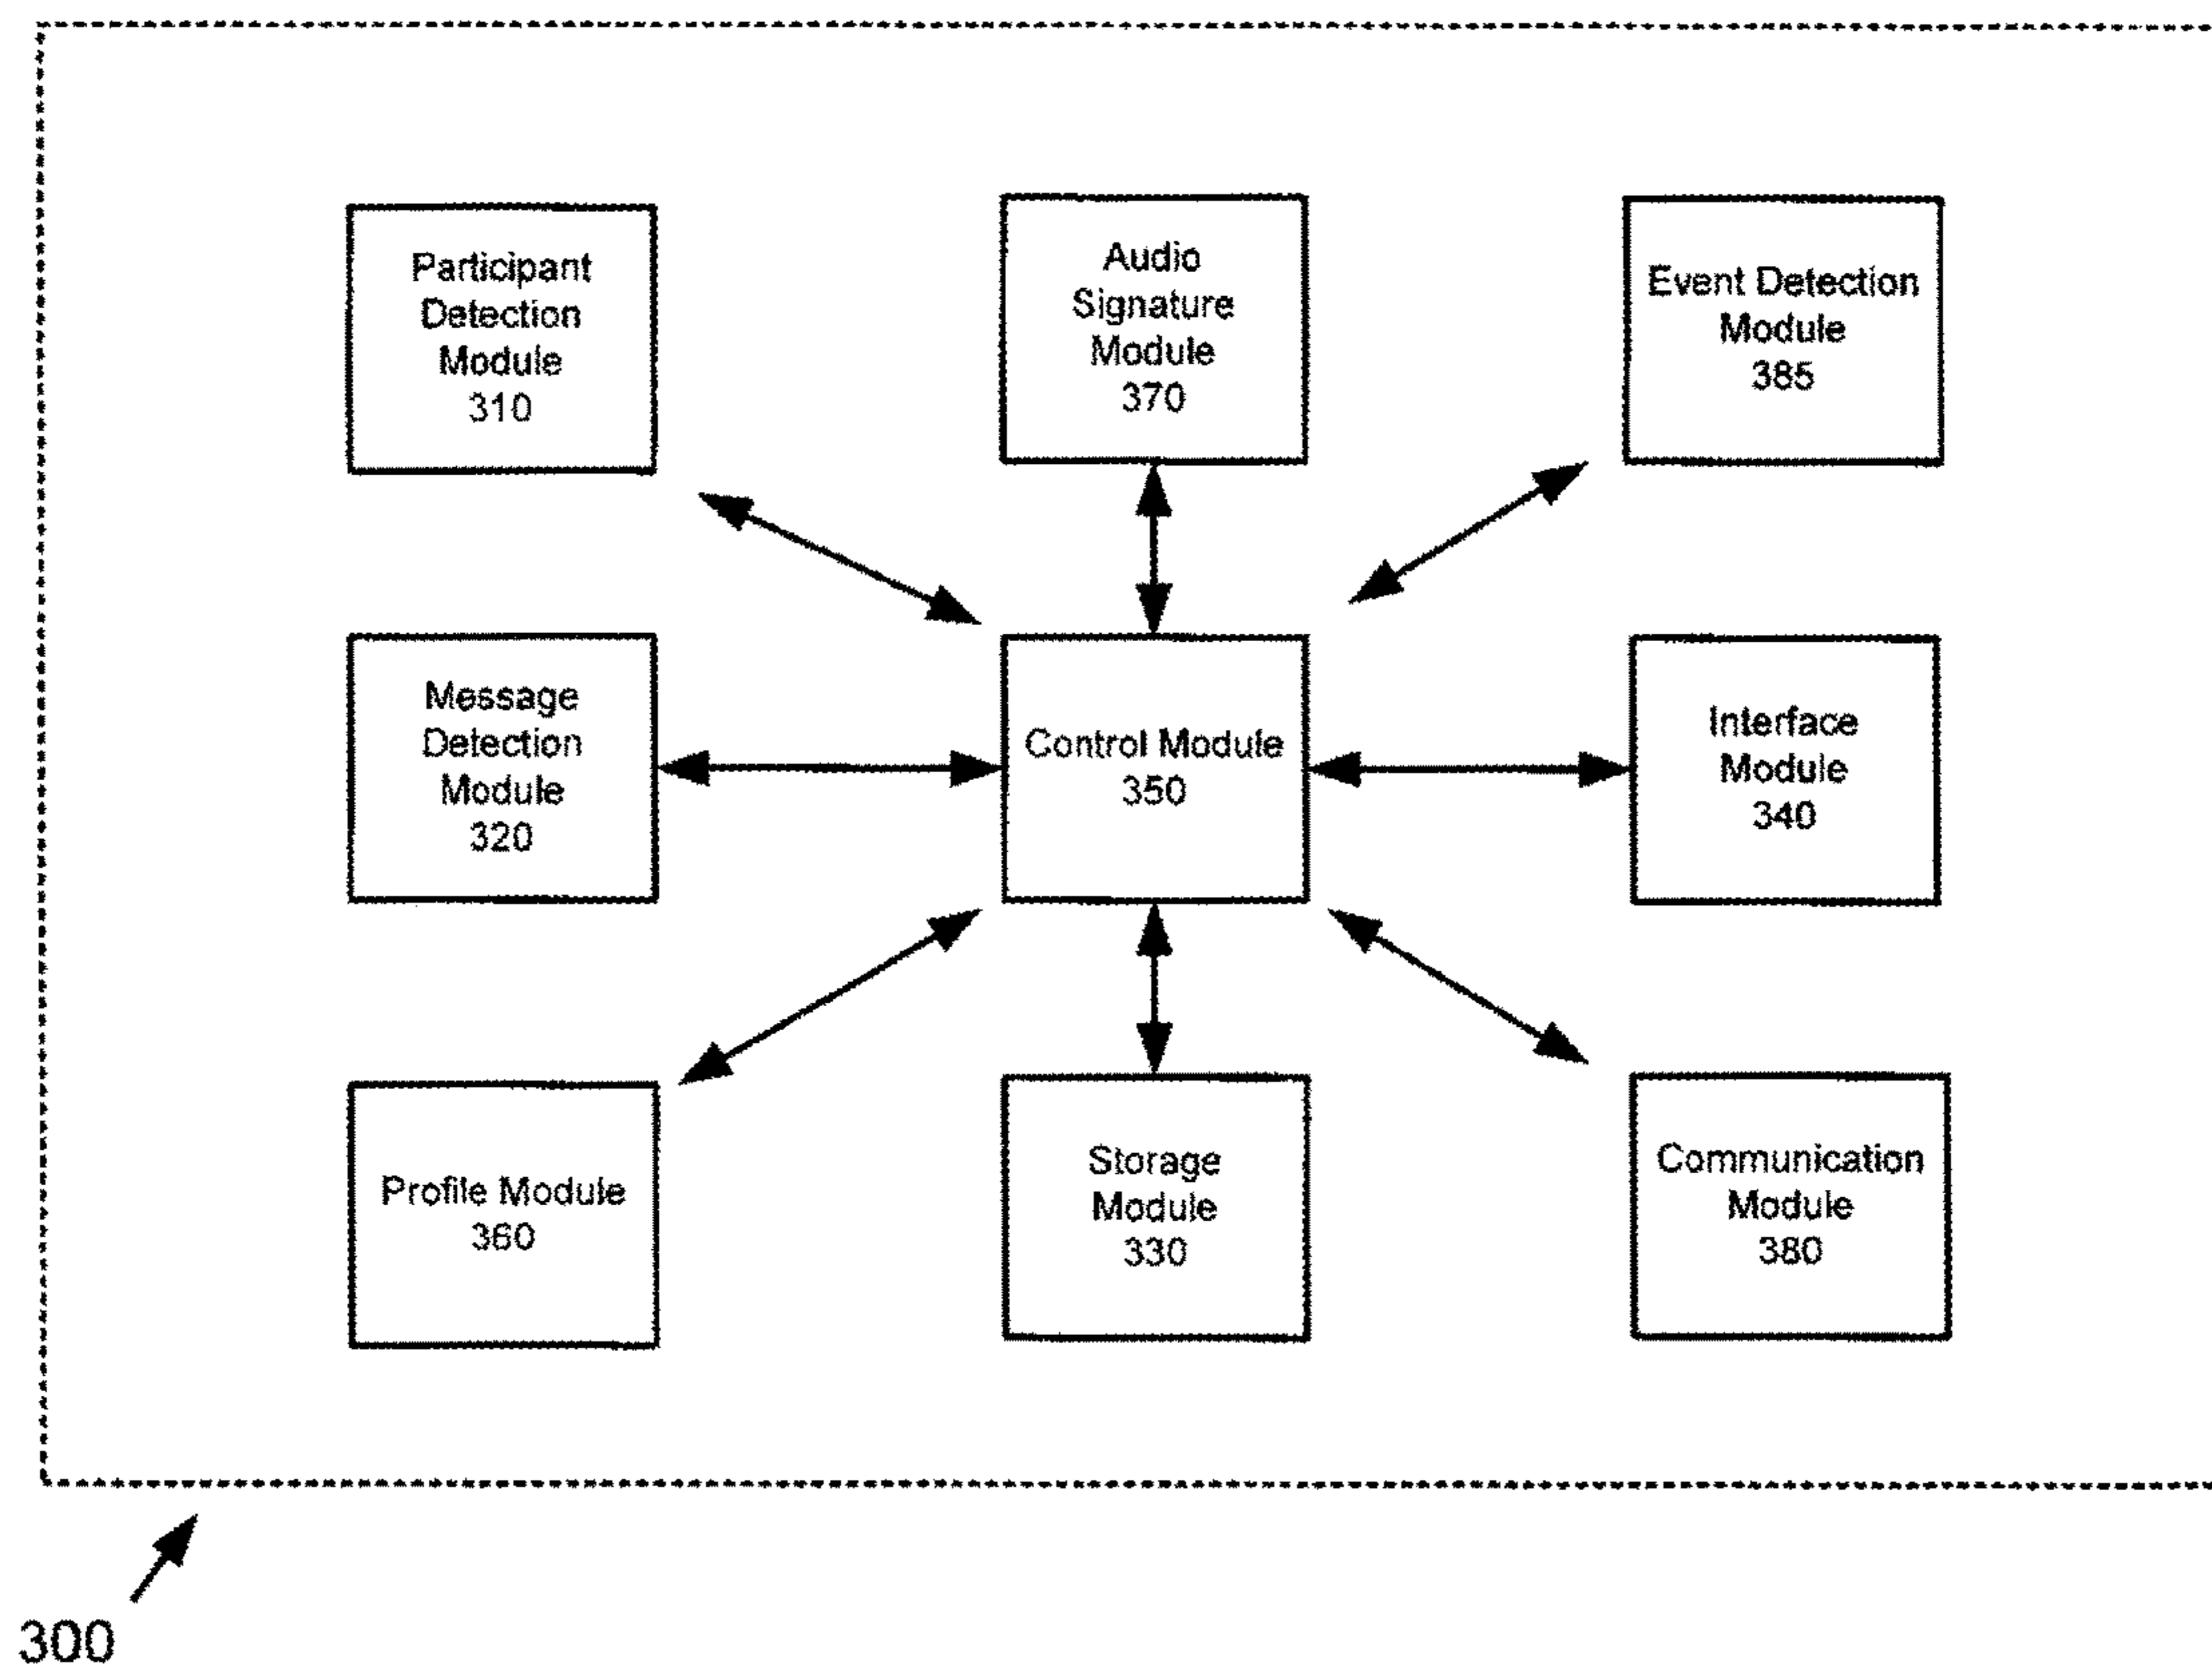 Participant
Detection
Module
310
Audio
Signature
Module
370
Event Detection
Module
385
Message
Detection
Module
320
Control Module
350
Interface
Module
340
Profile Module
360
Storage
Module
330
Communication
Module
380
300